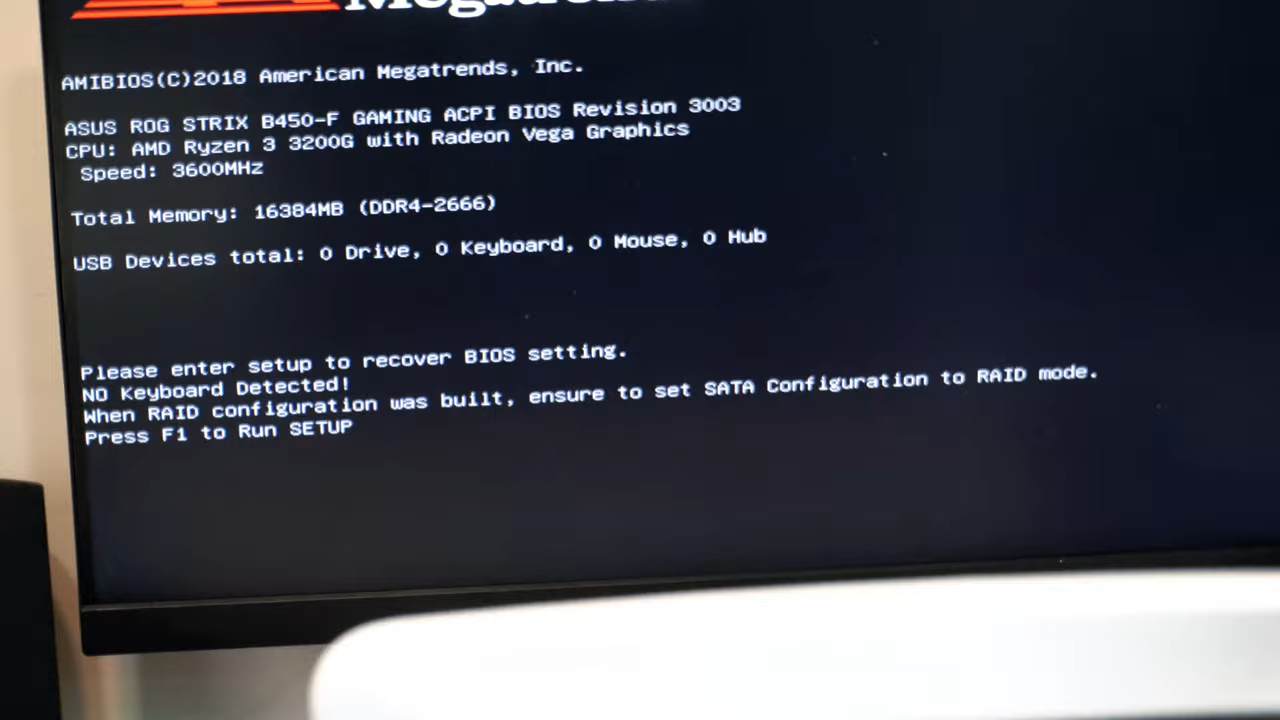 Megatrends
AMIBIOS(C)2018 American Megatrends, Inc.
ASUS ROG STRIX B450-F GAMING ACPI BIOS Revision 3003
CPU: AMD Ryzen 3 3200G with Radeon Vega Graphics
Speed: 3600MHz
Total Memory: 16384MB (DDR4-2666)
USB Devices total: 0 Drive, 0 Keyboard, 0 Mouse, 0 Hub
Please enter setup to recover BIOS setting.
NO Keyboard Detected!
When RAID configuration was built, ensure to set SATA Configuration to RAID mode.
Press F1 to Run SETUP